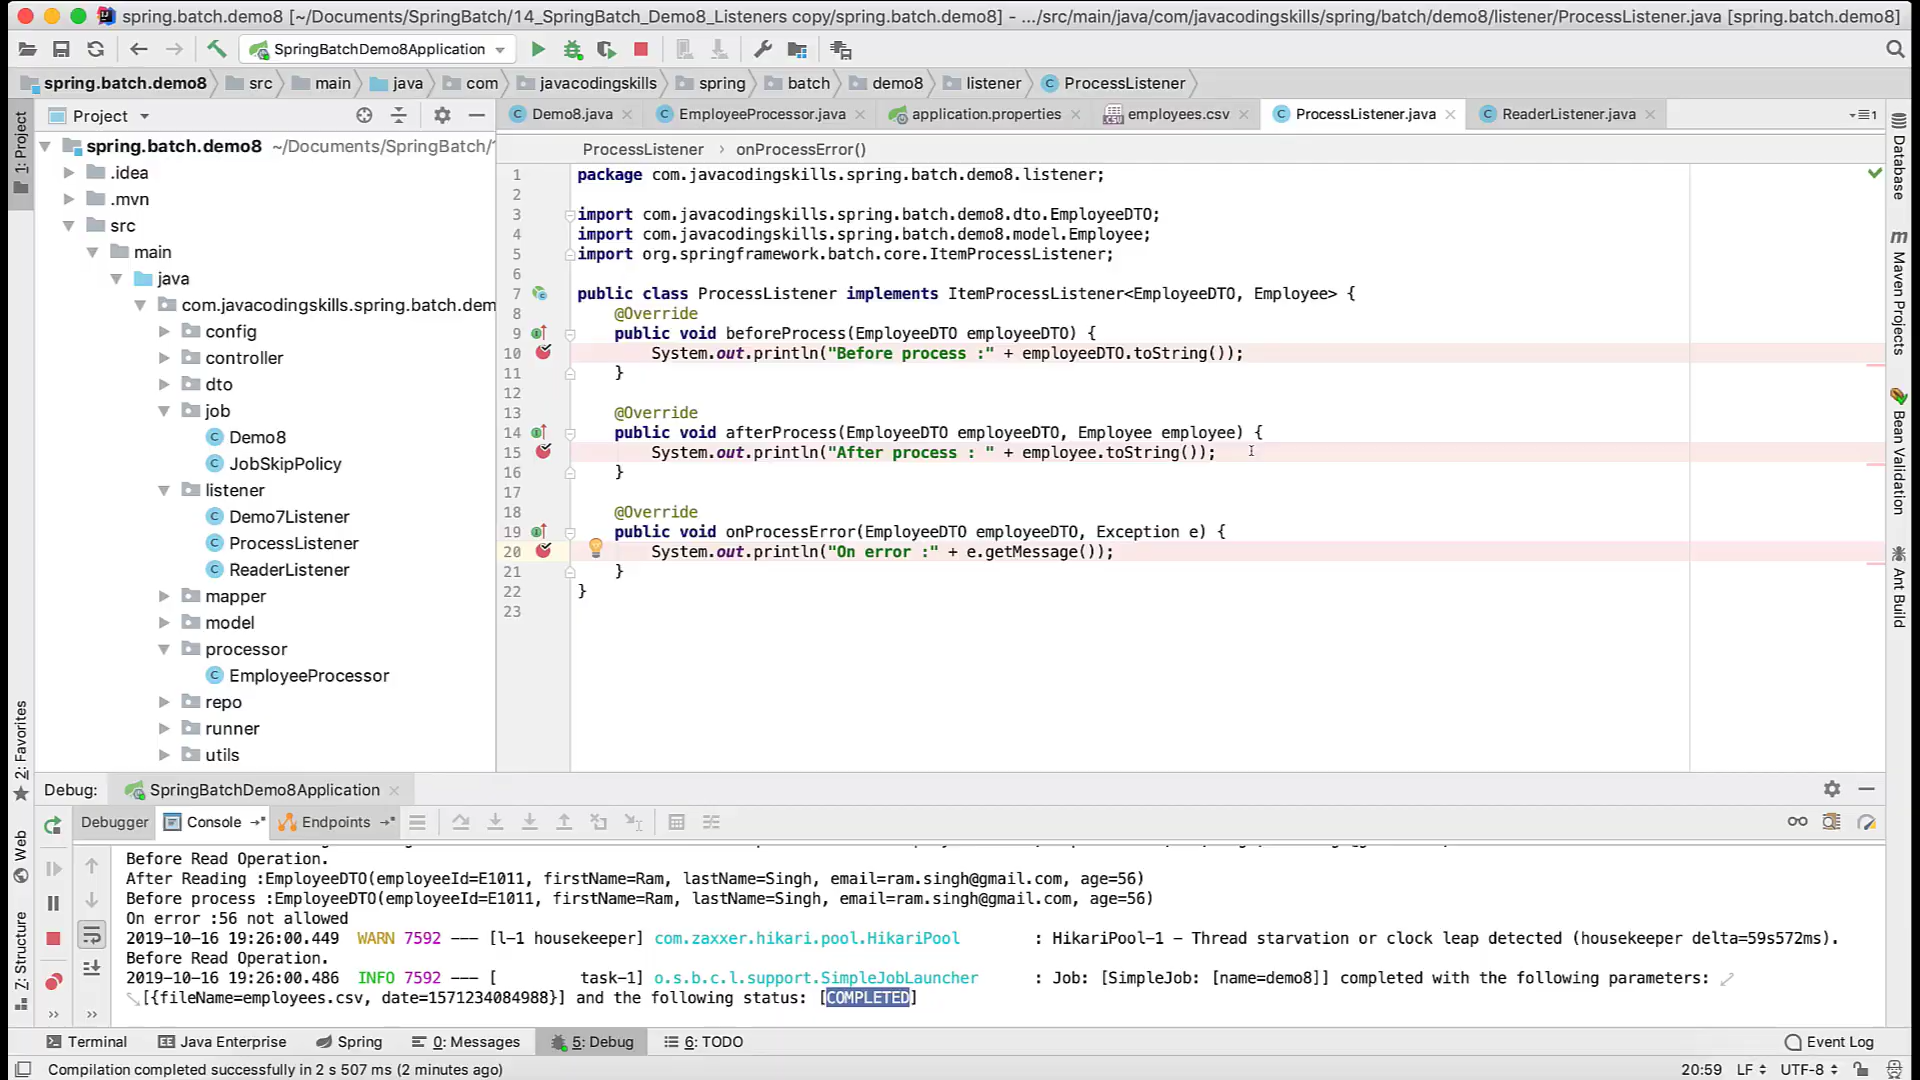 spring.batch.demo8 [~/Documents/SpringBatch/14_SpringBatch_Demo8_Listeners copy/spring.batch.demo8] - .../src/main/java/com/javacodingskills/spring/batch/demo8/listener/ProcessListener.java [spring.batch.demo8]
SpringBatchDemo8Application
spring.batch.demo8 src main java com javacodingskills spring batch demo8 listener ProcessListener
Project
Demo8.java EmployeeProcessor.java application.properties employees.csv ProcessListener.java ReaderListener.java
1: Project
spring.batch.demo8 ~/Documents/SpringBatch/
.idea
.mvn
src
main
java
com.javacodingskills.spring.batch.dem
config
controller
dto
job
Demo8
JobSkipPolicy
listener
Demo7Listener
ProcessListener
ReaderListener
mapper
model
processor
EmployeeProcessor
repo
runner
utils
ProcessListener › onProcessError()
1 package com.javacodingskills.spring.batch.demo8.listener;
2
3 import com.javacodingskills.spring.batch.demo8.dto.EmployeeDTO;
4 import com.javacodingskills.spring.batch.demo8.model.Employee;
5 import org.springframework.batch.core.ItemProcessListener;
6
7 public class ProcessListener implements ItemProcessListener<EmployeeDTO, Employee> {
8 @Override
9 public void beforeProcess(EmployeeDTO employeeDTO) {
10 System.out.println("Before process :" + employeeDTO.toString());
11 }
12
13 @Override
14 public void afterProcess(EmployeeDTO employeeDTO, Employee employee) {
15 System.out.println("After process : " + employee.toString());
16 }
17
18 @Override
19 public void onProcessError(EmployeeDTO employeeDTO, Exception e) {
20 System.out.println("On error :" + e.getMessage());
21 }
22 }
23
Database
Maven Projects
Bean Validation
Ant Build
2: Favorites
Web
7: Structure
Debug: SpringBatchDemo8Application
Debugger Console Endpoints
Before Read Operation.
After Reading :EmployeeDTO(employeeId=E1011, firstName=Ram, lastName=Singh, email=ram.singh@gmail.com, age=56)
Before process :EmployeeDTO(employeeId=E1011, firstName=Ram, lastName=Singh, email=ram.singh@gmail.com, age=56)
On error :56 not allowed
2019-10-16 19:26:00.449 WARN 7592 --- [l-1 housekeeper] com.zaxxer.hikari.pool.HikariPool : HikariPool-1 - Thread starvation or clock leap detected (housekeeper delta=59s572ms).
Before Read Operation.
2019-10-16 19:26:00.486 INFO 7592 --- [ task-1] o.s.b.c.l.support.SimpleJobLauncher : Job: [SimpleJob: [name=demo8]] completed with the following parameters:
[{fileName=employees.csv, date=1571234084988}] and the following status: [COMPLETED]
Terminal Java Enterprise Spring 0: Messages 5: Debug 6: TODO Event Log
Compilation completed successfully in 2 s 507 ms (2 minutes ago) 20:59 LF UTF-8